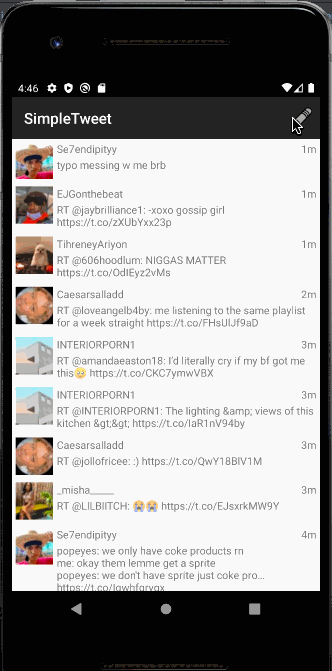 4:46
SimpleTweet
Se7endipityy 1m
typo messing w me brb
EJGonthebeat 1m
RT @jaybrilliance1: -xoxo gossip girl
https://t.co/zXUbYxx23p
TihreneyAriyon 1m
RT @606hoodlum: NIGGAS MATTER
https://t.co/OdIEyz2vMs
Caesarsalladd 2m
RT @loveangelb4by: me listening to the same playlist
for a week straight https://t.co/FHsUlJf9aD
INTERIORPORN1 3m
RT @amandaeaston18: I'd literally cry if my bf got me
this🥺 https://t.co/CKC7ymwVBX
INTERIORPORN1 3m
RT @INTERIORPORN1: The lighting &amp; views of this
kitchen &gt;&gt; https://t.co/IaR1nV94by
Caesarsalladd 3m
RT @jollofricee: :) https://t.co/QwY18BlV1M
_misha_____ 3m
RT @LILBIITCH: 😭😭 https://t.co/EJsxrkMW9Y
Se7endipityy 4m
popeyes: we only have coke products rn
me: okay them lemme get a sprite
popeyes: we don't have sprite just coke pro…